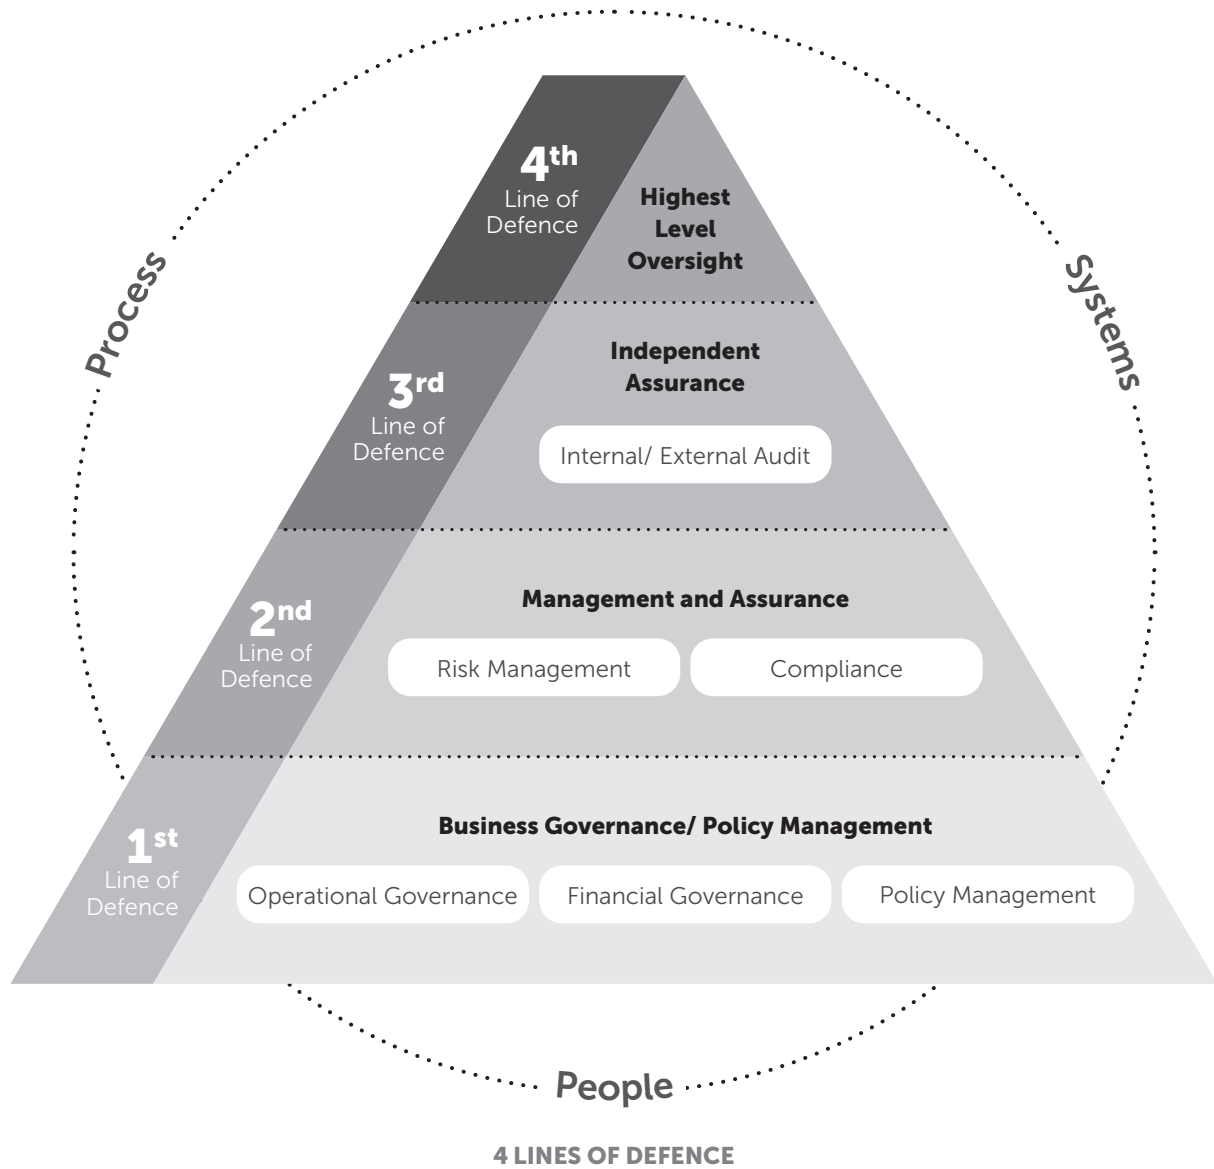 4th
Line of
Defence
Highest
Level
Oversight
Process
Systems
3rd
Line of
Defence
Independent
Assurance
Internal/ External Audit
2nd
Line of
Defence
Management and Assurance
Risk Management
Compliance
1st
Line of
Defence
Business Governance/ Policy Management
Operational Governance
Financial Governance
Policy Management
People
4 LINES OF DEFENCE